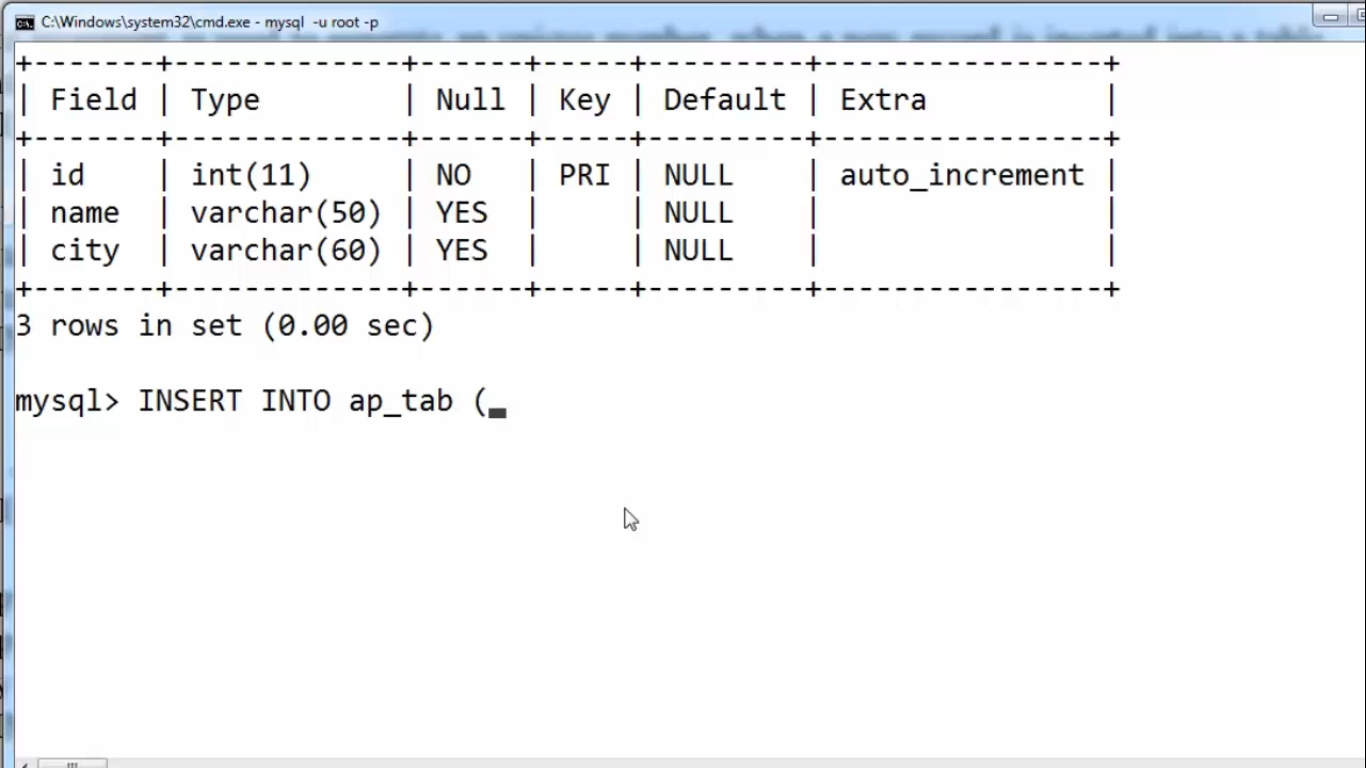 C:\Windows\system32\cmd.exe - mysql  -u root -p
+-------+-------------+------+-----+---------+----------------+
| Field | Type        | Null | Key | Default | Extra          |
+-------+-------------+------+-----+---------+----------------+
| id    | int(11)     | NO   | PRI | NULL    | auto_increment |
| name  | varchar(50) | YES  |     | NULL    |                |
| city  | varchar(60) | YES  |     | NULL    |                |
+-------+-------------+------+-----+---------+----------------+
3 rows in set (0.00 sec)
mysql> INSERT INTO ap_tab (